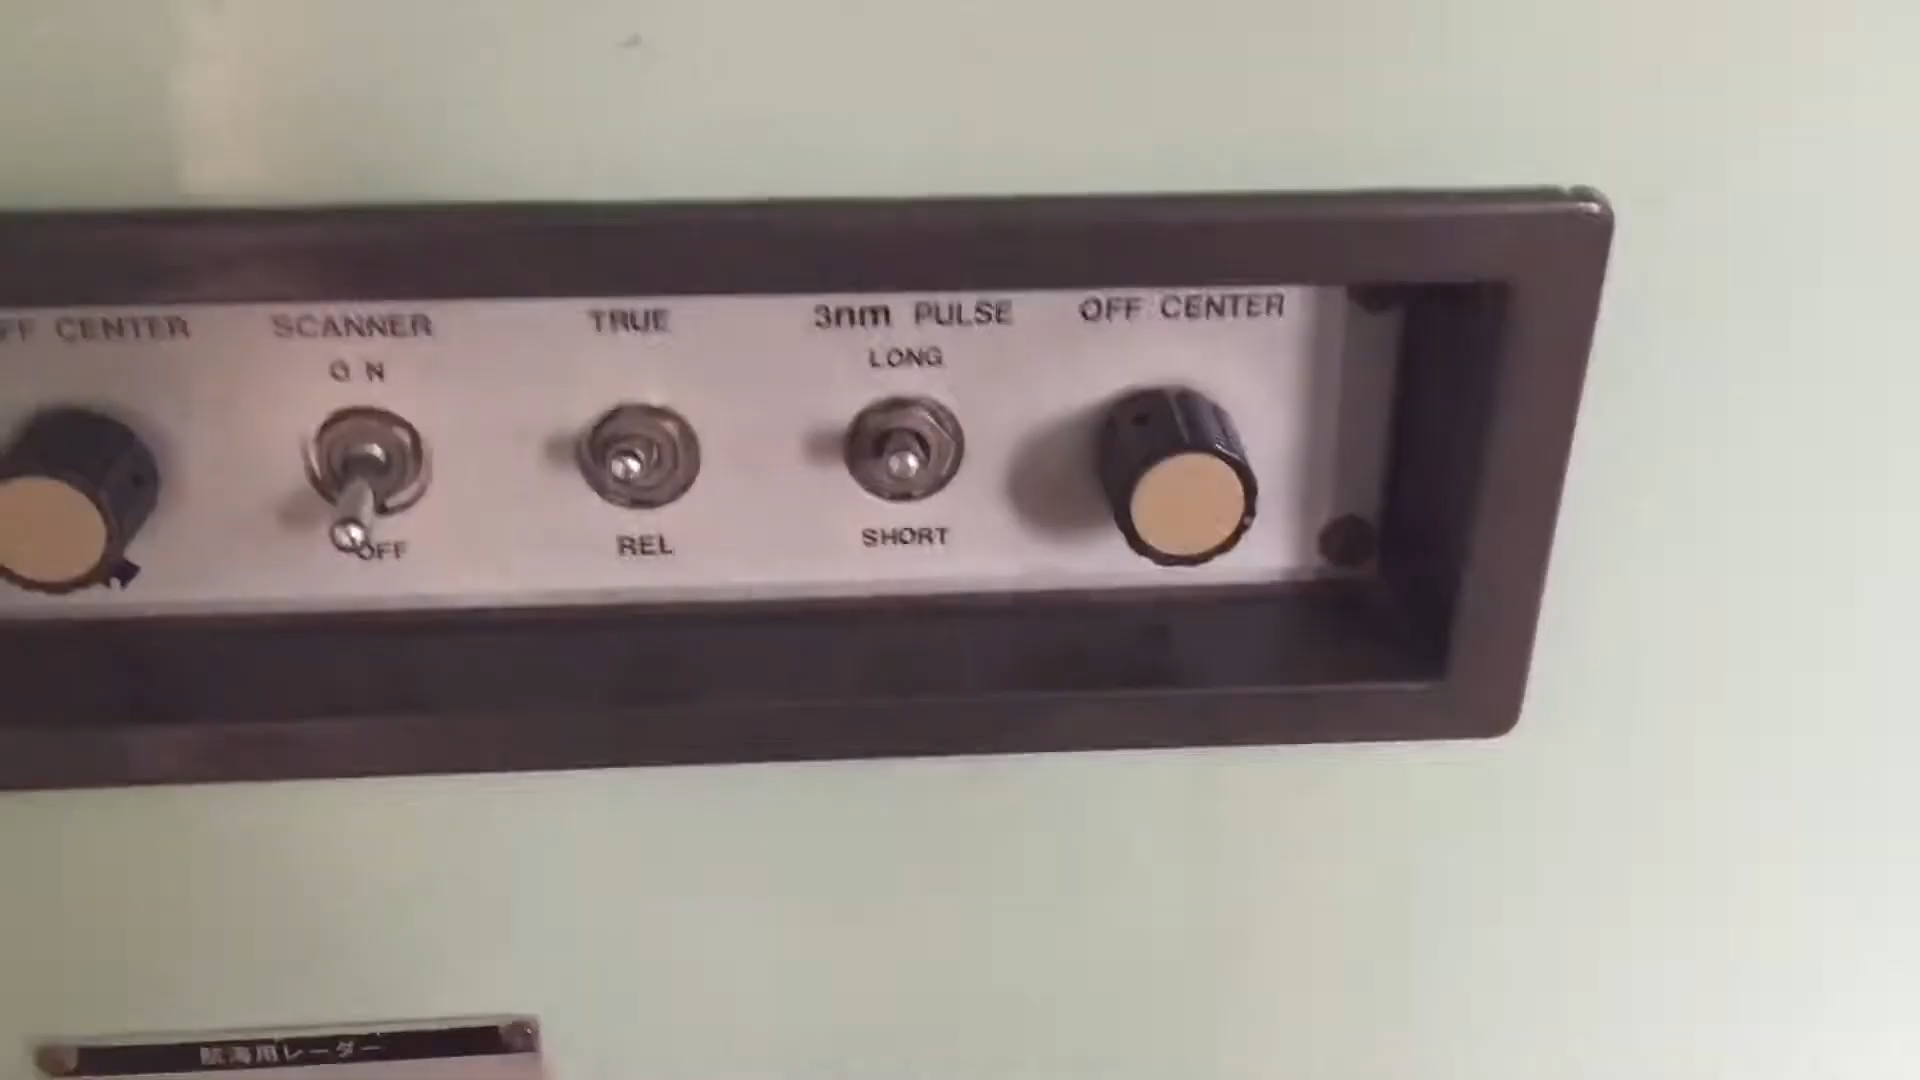 FF CENTER
SCANNER
ON
OFF
TRUE
REL
3nm PULSE
LONG
SHORT
OFF CENTER
航海用レーダー